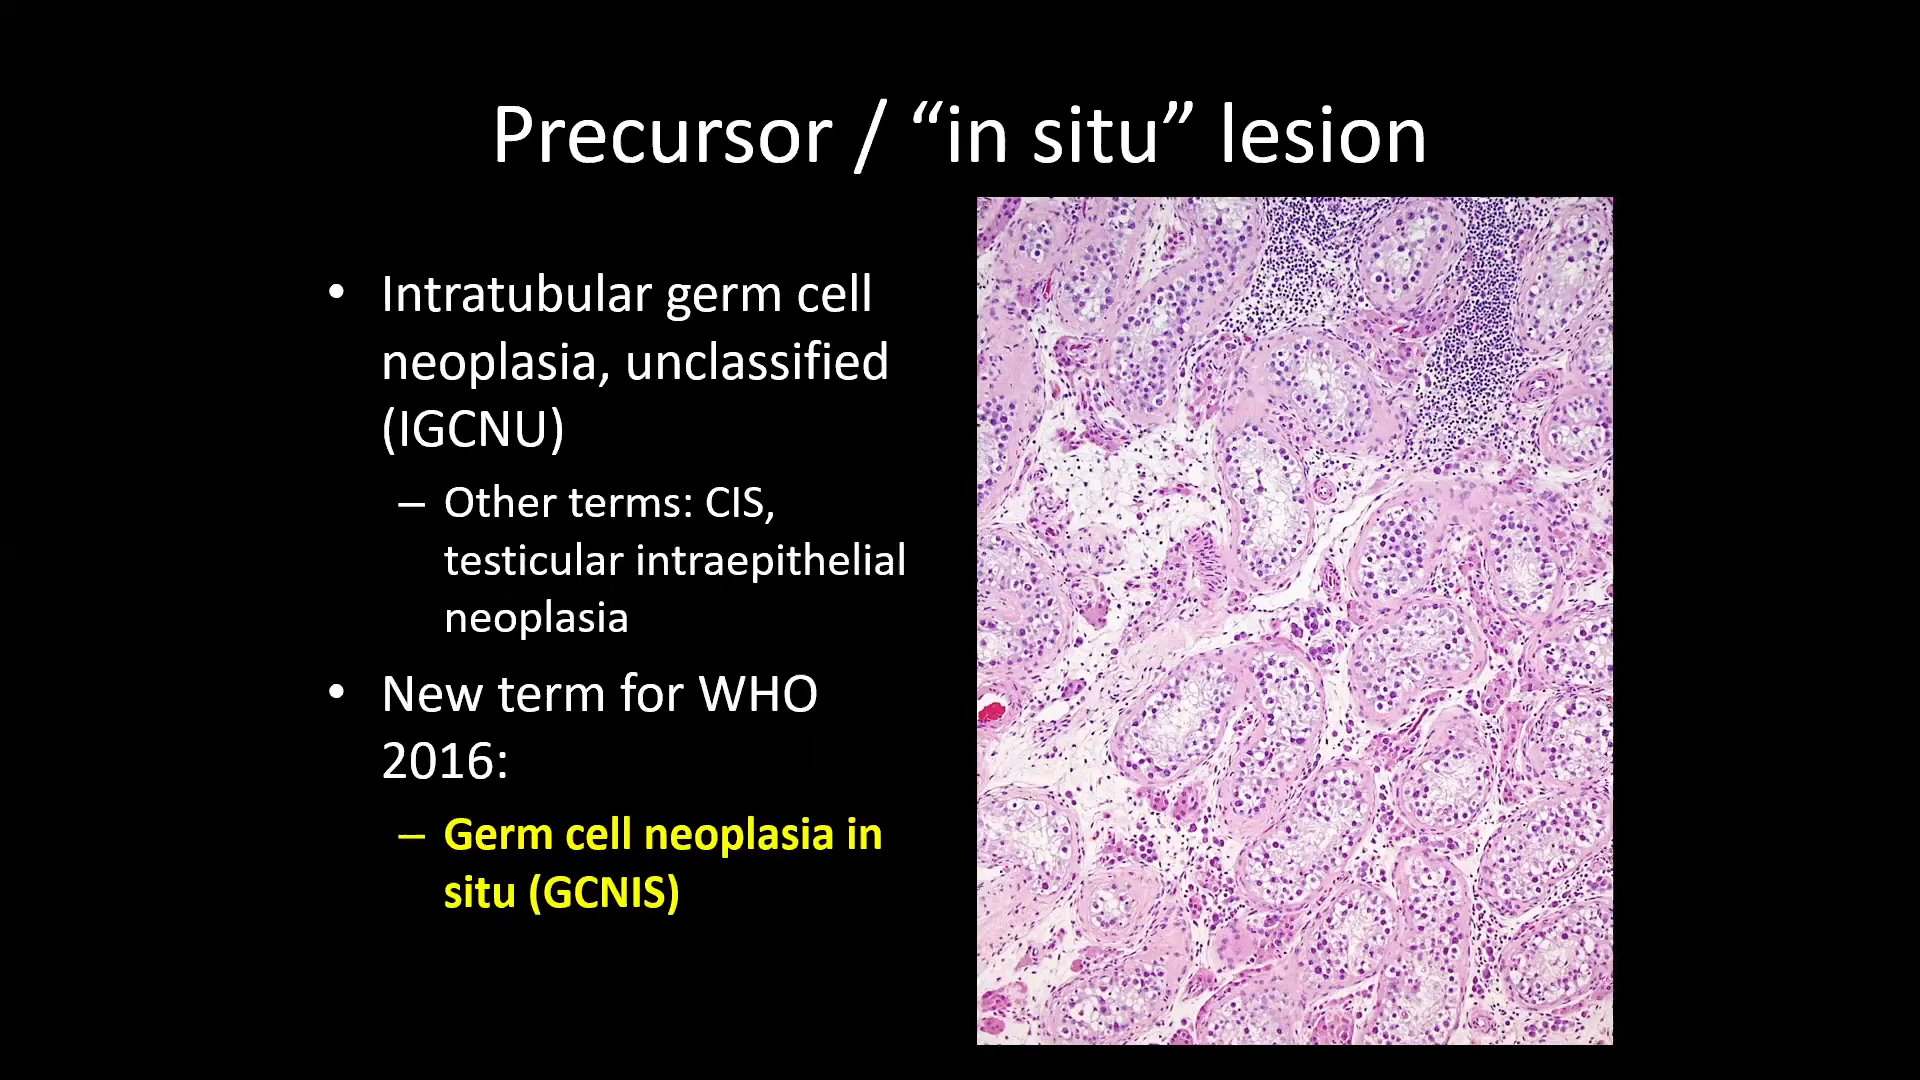 Precursor / “in situ” lesion
• Intratubular germ cell
neoplasia, unclassified
(IGCNU)
– Other terms: CIS,
testicular intraepithelial
neoplasia
• New term for WHO
2016:
– Germ cell neoplasia in
situ (GCNIS)